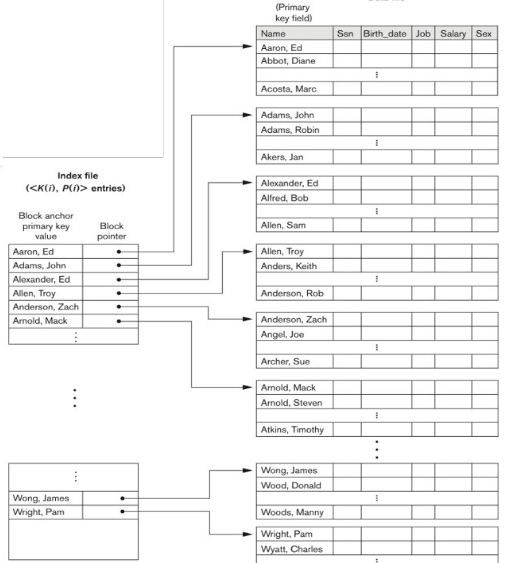 (Primary
key field)
Name Ssn Birth_date Job Salary Sex
Aaron, Ed
Abbot, Diane
⋮
Acosta, Marc
Adams, John
Adams, Robin
⋮
Akers, Jan
Index file
(<K(i), P(i)> entries)
Block anchor
primary key
value
Block
pointer
Aaron, Ed
Adams, John
Alexander, Ed
Allen, Troy
Anderson, Zach
Arnold, Mack
⋮
Alexander, Ed
Alfred, Bob
⋮
Allen, Sam
Allen, Troy
Anders, Keith
⋮
Anderson, Rob
Anderson, Zach
Angel, Joe
⋮
Archer, Sue
Arnold, Mack
Arnold, Steven
⋮
Atkins, Timothy
⋮
⋮
⋮
Wong, James
Wright, Pam
Wong, James
Wood, Donald
⋮
Woods, Manny
Wright, Pam
Wyatt, Charles
⋮